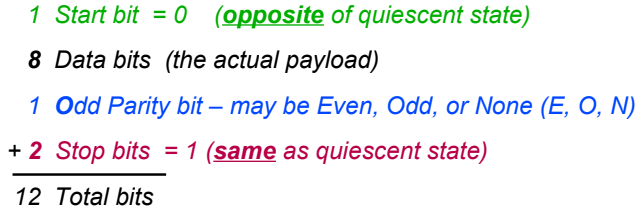 1 Start bit = 0 (opposite of quiescent state)
8 Data bits (the actual payload)
1 Odd Parity bit – may be Even, Odd, or None (E, O, N)
+ 2 Stop bits = 1 (same as quiescent state)
12 Total bits